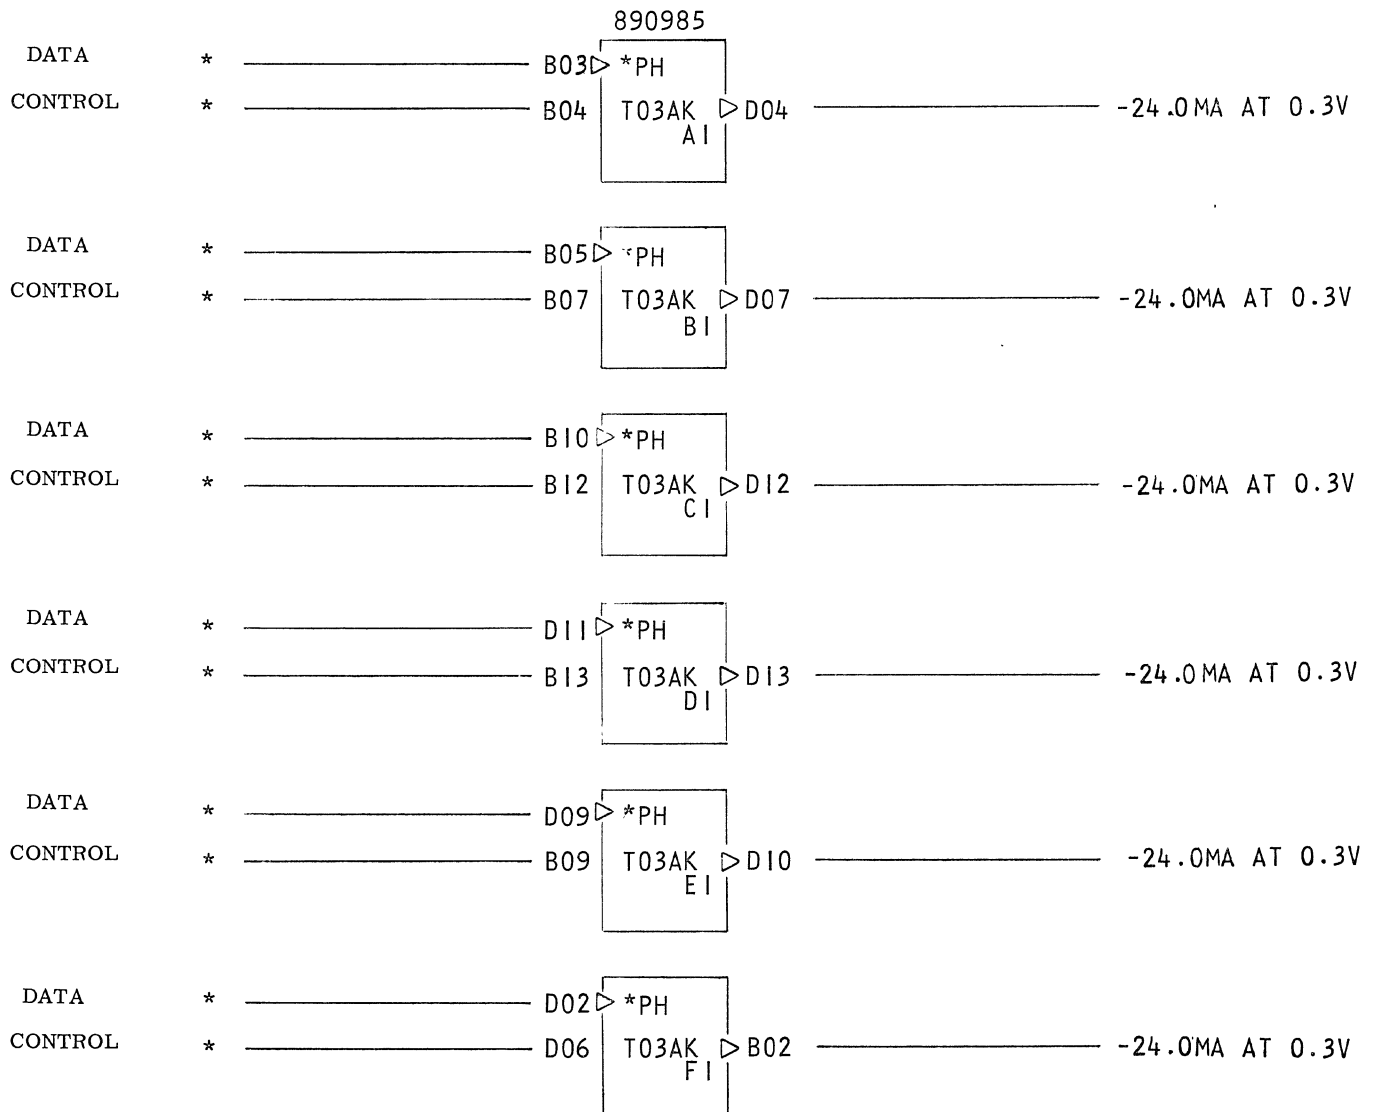 890985
DATA * B03 *PH
CONTROL * B04 T03AK D04 -24.0MA AT 0.3V
A1
DATA * B05 *PH
CONTROL * B07 T03AK D07 -24.0MA AT 0.3V
B1
DATA * B10 *PH
CONTROL * B12 T03AK D12 -24.0MA AT 0.3V
C1
DATA * D11 *PH
CONTROL * B13 T03AK D13 -24.0MA AT 0.3V
D1
DATA * D09 *PH
CONTROL * B09 T03AK D10 -24.0MA AT 0.3V
E1
DATA * D02 *PH
CONTROL * D06 T03AK B02 -24.0MA AT 0.3V
F1